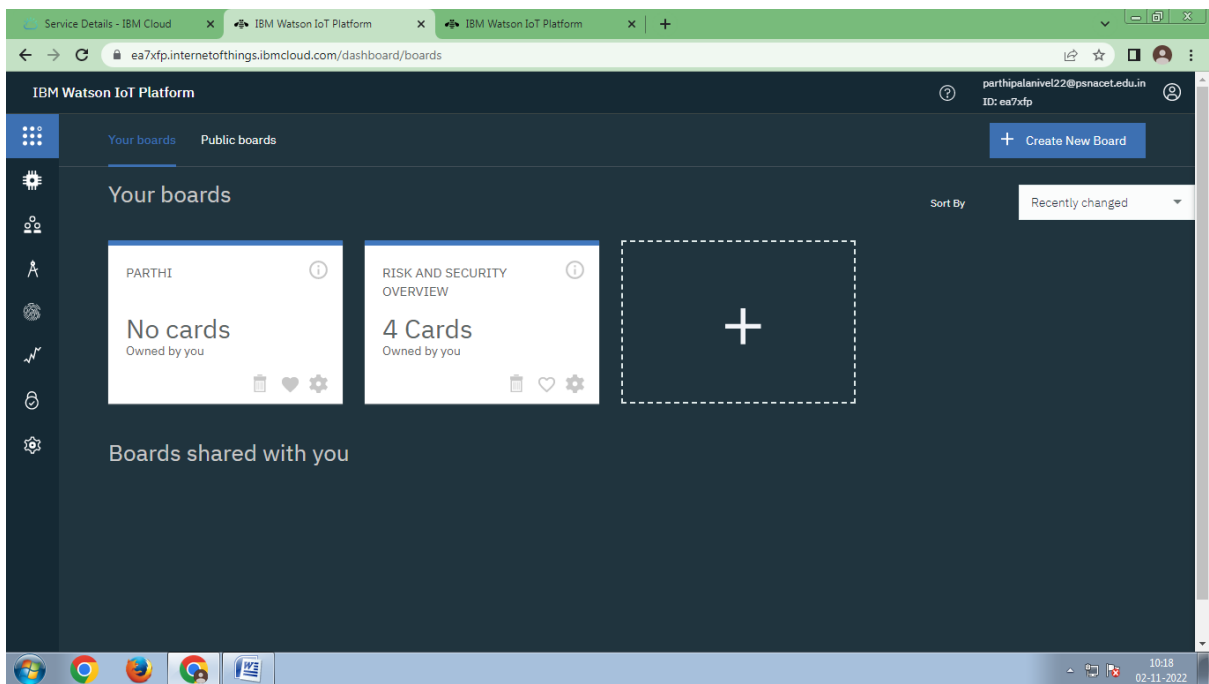 Service Details - IBM Cloud
IBM Watson IoT Platform
IBM Watson IoT Platform
ea7xfp.internetofthings.ibmcloud.com/dashboard/boards
IBM Watson IoT Platform
parthipalanivel22@psnacet.edu.in
ID: ea7xfp
Your boards Public boards
Create New Board
Your boards
Sort By
Recently changed
PARTHI
No cards
Owned by you
RISK AND SECURITY
OVERVIEW
4 Cards
Owned by you
Boards shared with you
10:18
02-11-2022